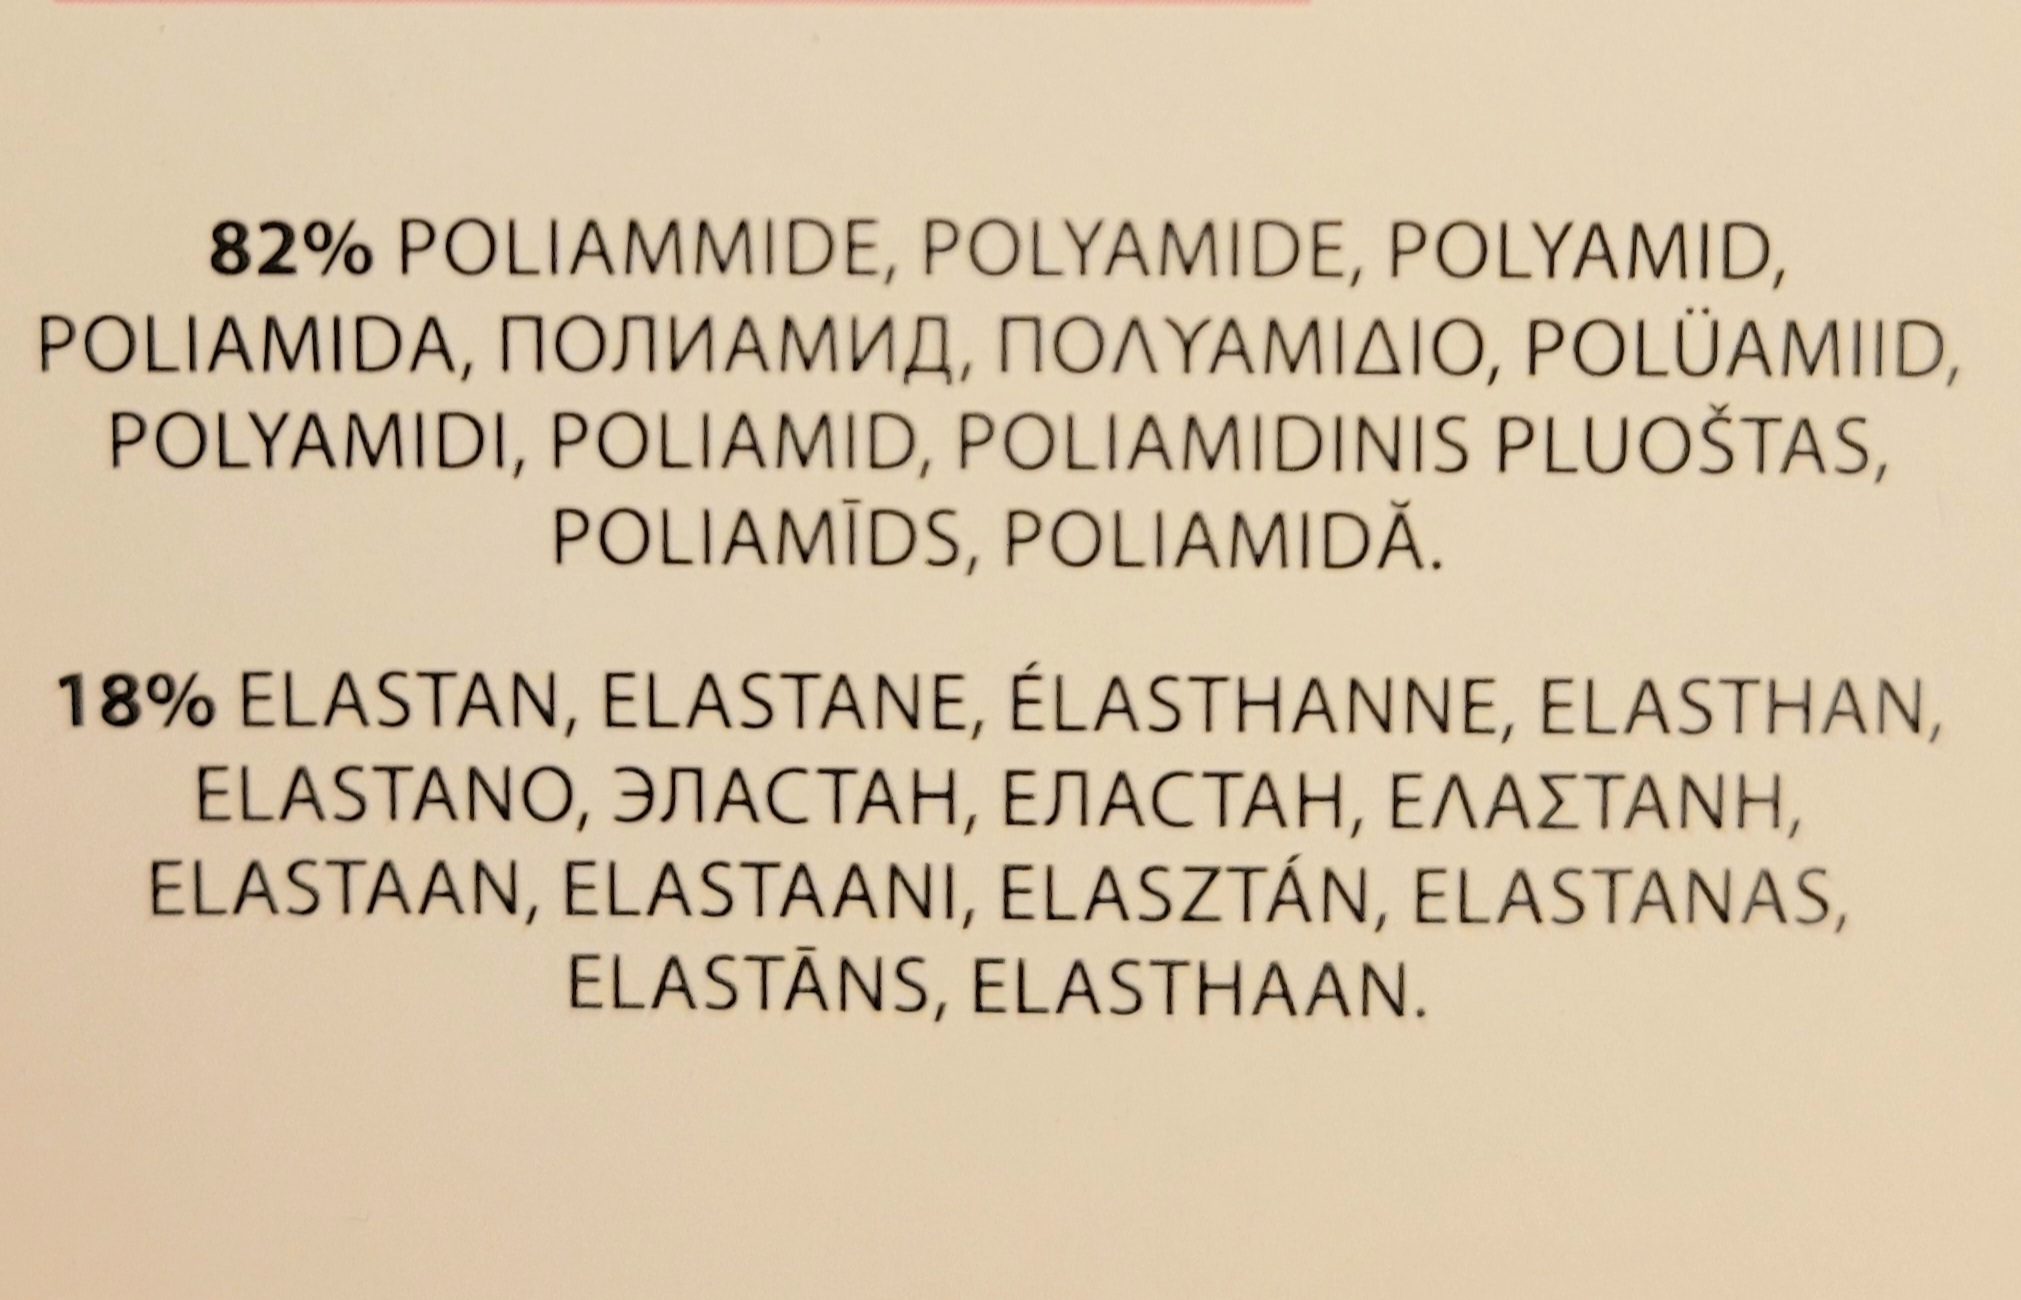 82% POLIAMMIDE, POLYAMIDE, POLYAMID,
POLIAMIDA, ПОЛИАМИД, ΠΟΛΥΑΜΙΔΙΟ, POLÜAMIID,
POLYAMIDI, POLIAMID, POLIAMIDINIS PLUOŠTAS,
POLIAMĪDS, POLIAMIDĂ.
18% ELASTAN, ELASTANE, ÉLASTHANNE, ELASTHAN,
ELASTANO, ЭЛАСТАН, ЕЛАСТАН, ΕΛΑΣΤΑΝΗ,
ELASTAAN, ELASTAANI, ELASZTÁN, ELASTANAS,
ELASTĀNS, ELASTHAAN.